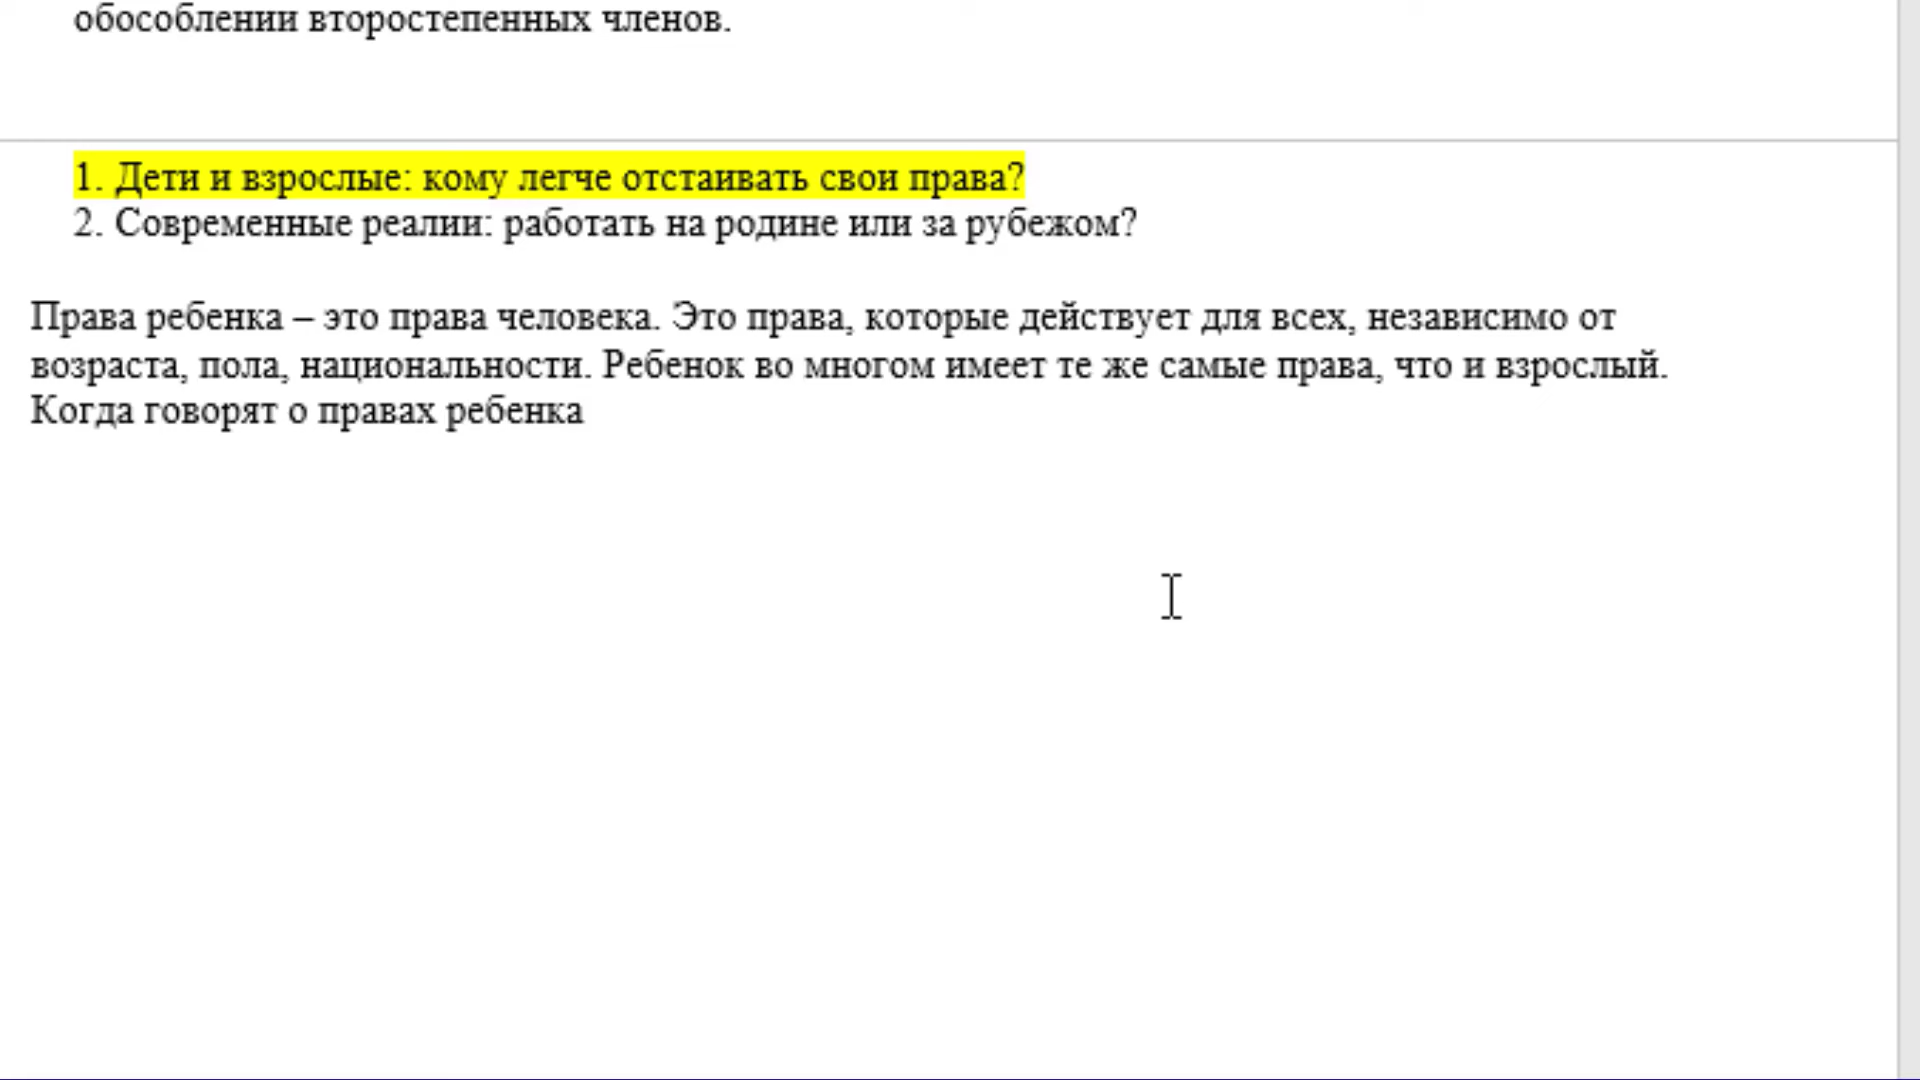 обособлении второстепенных членов.
1. Дети и взрослые: кому легче отстаивать свои права?
2. Современные реалии: работать на родине или за рубежом?
Права ребенка – это права человека. Это права, которые действует для всех, независимо от
возраста, пола, национальности. Ребенок во многом имеет те же самые права, что и взрослый.
Когда говорят о правах ребенка